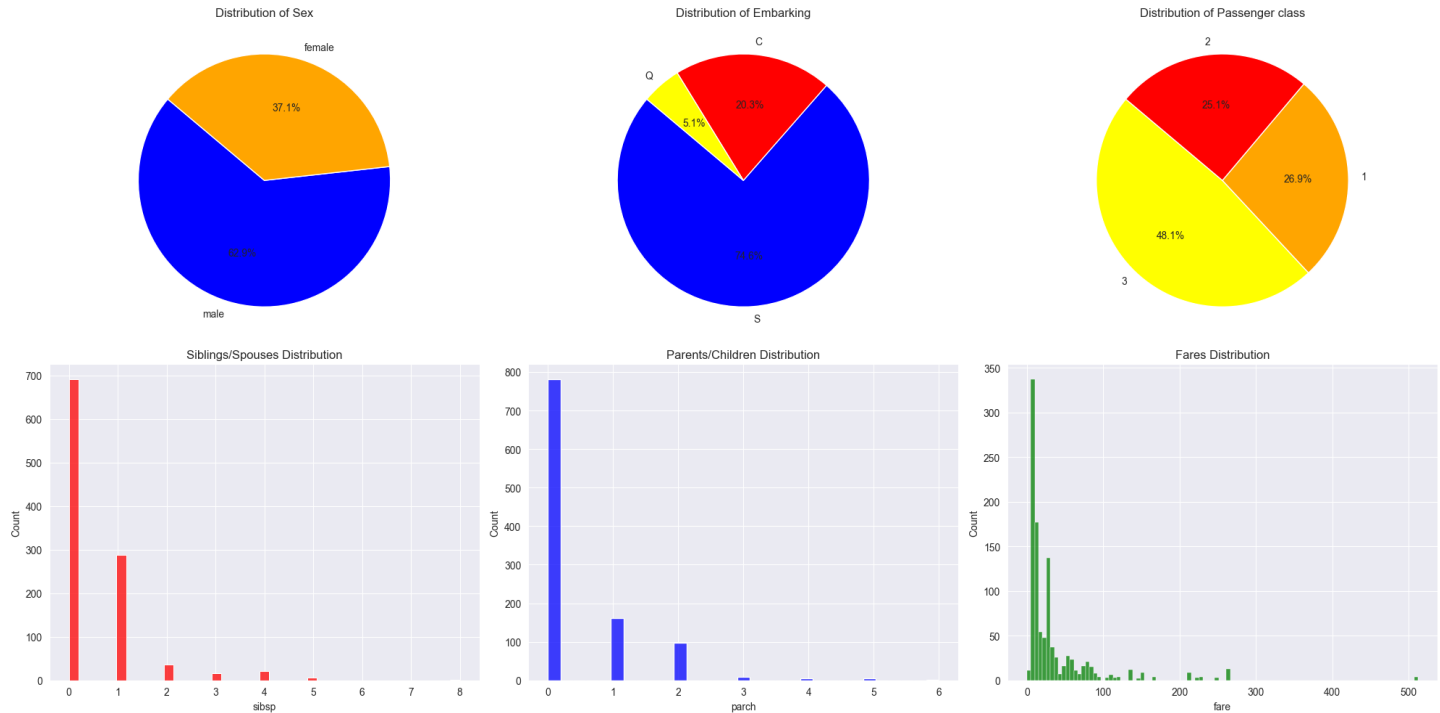 Distribution of Sex
female
37.1%
male
Distribution of Embarking
C
Q
20.3%
5.1%
S
Distribution of Passenger class
2
25.1%
1
26.9%
48.1%
3
Siblings/Spouses Distribution
700
600
500
400
300
200
100
0
Count
0 1 2 3 4 5 6 7 8
sibsp
Parents/Children Distribution
800
700
600
500
400
300
200
100
0
Count
0 1 2 3 4 5 6
parch
Fares Distribution
350
300
250
200
150
100
50
0
Count
0 100 200 300 400 500
fare